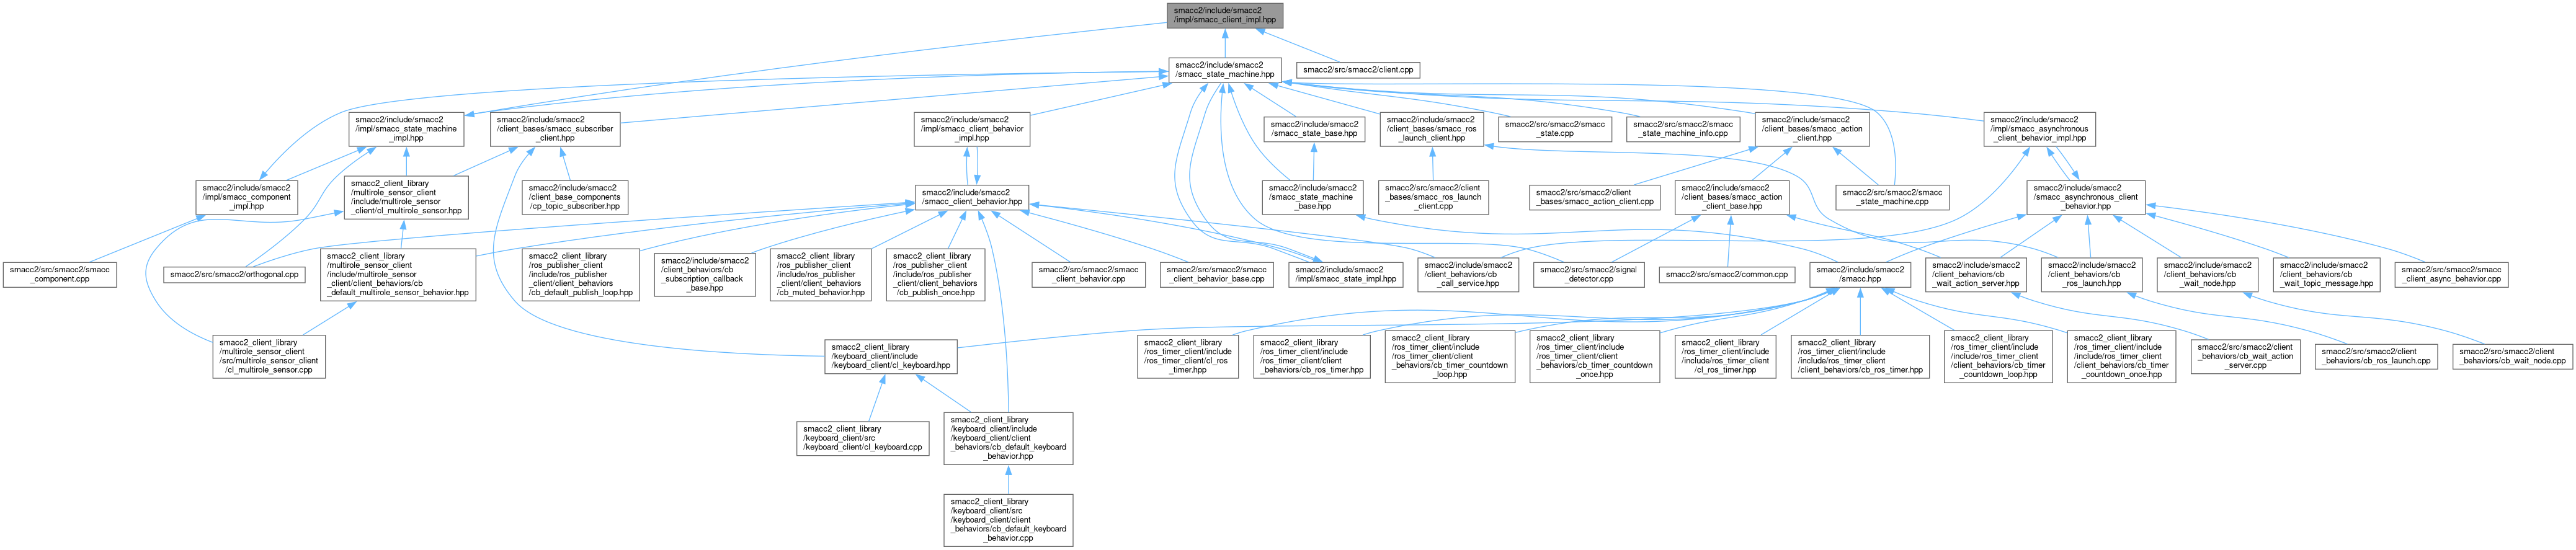 smacc2/include/smacc2
/impl/smacc_client_impl.hpp
smacc2/include/smacc2
/smacc_state_machine.hpp
smacc2/src/smacc2/client.cpp
smacc2/include/smacc2
/impl/smacc_state_machine
_impl.hpp
smacc2/include/smacc2
/client_bases/smacc_subscriber
_client.hpp
smacc2/include/smacc2
/impl/smacc_client_behavior
_impl.hpp
smacc2/include/smacc2
/smacc_state_base.hpp
smacc2/include/smacc2
/client_bases/smacc_ros
_launch_client.hpp
smacc2/src/smacc2/smacc
_state.cpp
smacc2/src/smacc2/smacc
_state_machine_info.cpp
smacc2/include/smacc2
/client_bases/smacc_action
_client.hpp
smacc2/include/smacc2
/impl/smacc_asynchronous
_client_behavior_impl.hpp
smacc2/include/smacc2
/impl/smacc_component
_impl.hpp
smacc2_client_library
/multirole_sensor_client
/include/multirole_sensor
_client/cl_multirole_sensor.hpp
smacc2/include/smacc2
/client_base_components
/cp_topic_subscriber.hpp
smacc2/include/smacc2
/smacc_client_behavior.hpp
smacc2/include/smacc2
/smacc_state_machine
_base.hpp
smacc2/src/smacc2/client
_bases/smacc_ros_launch
_client.cpp
smacc2/src/smacc2/client
_bases/smacc_action_client.cpp
smacc2/include/smacc2
/client_bases/smacc_action
_client_base.hpp
smacc2/src/smacc2/smacc
_state_machine.cpp
smacc2/include/smacc2
/smacc_asynchronous_client
_behavior.hpp
smacc2/src/smacc2/smacc
_component.cpp
smacc2/src/smacc2/orthogonal.cpp
smacc2_client_library
/multirole_sensor_client
/include/multirole_sensor
_client/client_behaviors/cb
_default_multirole_sensor_behavior.hpp
smacc2_client_library
/ros_publisher_client
/include/ros_publisher
_client/client_behaviors
/cb_default_publish_loop.hpp
smacc2/include/smacc2
/client_behaviors/cb
_subscription_callback
_base.hpp
smacc2_client_library
/ros_publisher_client
/include/ros_publisher
_client/client_behaviors
/cb_muted_behavior.hpp
smacc2_client_library
/ros_publisher_client
/include/ros_publisher
_client/client_behaviors
/cb_publish_once.hpp
smacc2/src/smacc2/smacc
_client_behavior.cpp
smacc2/src/smacc2/smacc
_client_behavior_base.cpp
smacc2/include/smacc2
/impl/smacc_state_impl.hpp
smacc2/include/smacc2
/client_behaviors/cb
_call_service.hpp
smacc2/src/smacc2/signal
_detector.cpp
smacc2/src/smacc2/common.cpp
smacc2/include/smacc2
/smacc.hpp
smacc2/include/smacc2
/client_behaviors/cb
_wait_action_server.hpp
smacc2/include/smacc2
/client_behaviors/cb
_ros_launch.hpp
smacc2/include/smacc2
/client_behaviors/cb
_wait_node.hpp
smacc2/include/smacc2
/client_behaviors/cb
_wait_topic_message.hpp
smacc2/src/smacc2/smacc
_client_async_behavior.cpp
smacc2_client_library
/multirole_sensor_client
/src/multirole_sensor_client
/cl_multirole_sensor.cpp
smacc2_client_library
/keyboard_client/include
/keyboard_client/cl_keyboard.hpp
smacc2_client_library
/ros_timer_client/include
/ros_timer_client/cl_ros
_timer.hpp
smacc2_client_library
/ros_timer_client/include
/ros_timer_client/client
_behaviors/cb_ros_timer.hpp
smacc2_client_library
/ros_timer_client/include
/ros_timer_client/client
_behaviors/cb_timer_countdown
_loop.hpp
smacc2_client_library
/ros_timer_client/include
/ros_timer_client/client
_behaviors/cb_timer_countdown
_once.hpp
smacc2_client_library
/ros_timer_client/include
/include/ros_timer_client
/cl_ros_timer.hpp
smacc2_client_library
/ros_timer_client/include
/include/ros_timer_client
/client_behaviors/cb_ros_timer.hpp
smacc2_client_library
/ros_timer_client/include
/include/ros_timer_client
/client_behaviors/cb_timer
_countdown_loop.hpp
smacc2_client_library
/ros_timer_client/include
/include/ros_timer_client
/client_behaviors/cb_timer
_countdown_once.hpp
smacc2/src/smacc2/client
_behaviors/cb_wait_action
_server.cpp
smacc2/src/smacc2/client
_behaviors/cb_ros_launch.cpp
smacc2/src/smacc2/client
_behaviors/cb_wait_node.cpp
smacc2_client_library
/keyboard_client/src
/keyboard_client/cl_keyboard.cpp
smacc2_client_library
/keyboard_client/include
/keyboard_client/client
_behaviors/cb_default_keyboard
_behavior.hpp
smacc2_client_library
/keyboard_client/src
/keyboard_client/client
_behaviors/cb_default_keyboard
_behavior.cpp